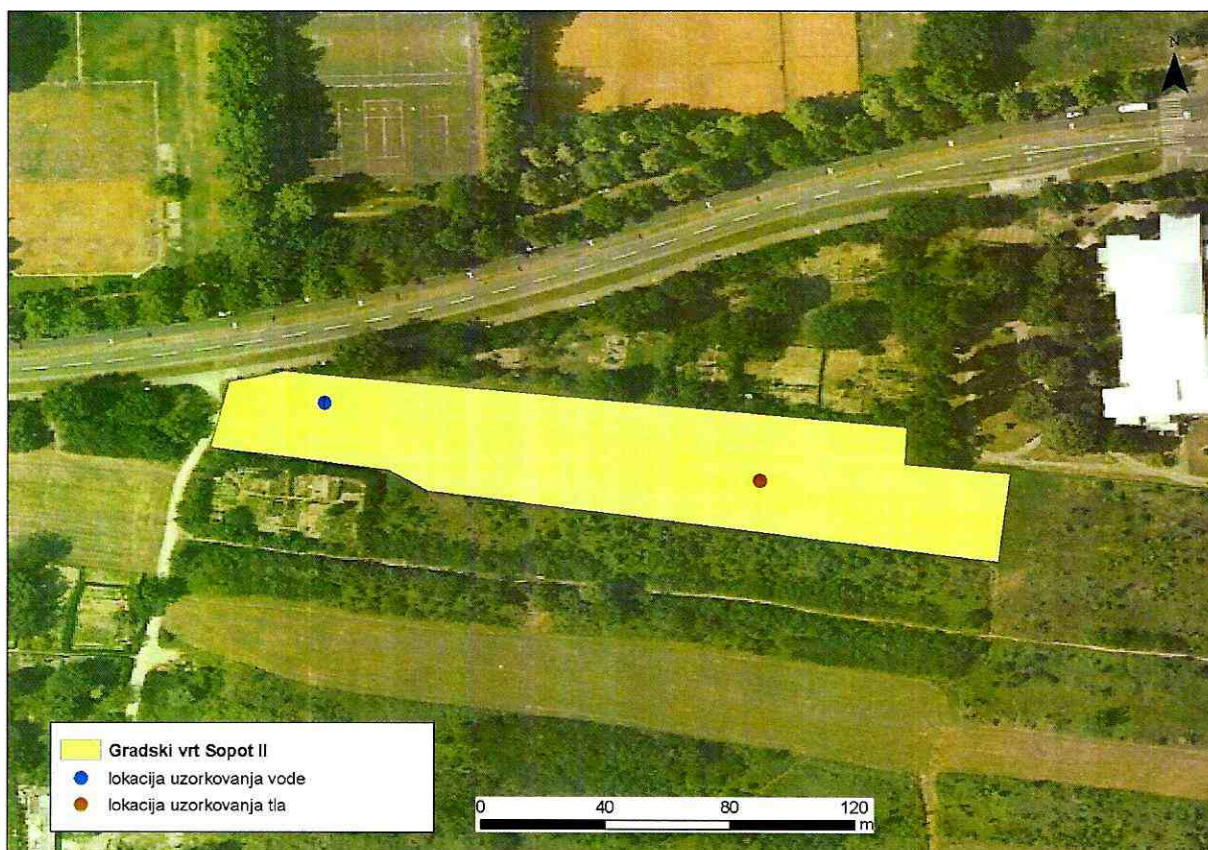 N
Gradski vrt Sopot II
lokacija uzorkovanja vode
lokacija uzorkovanja tla
0 40 80 120
m